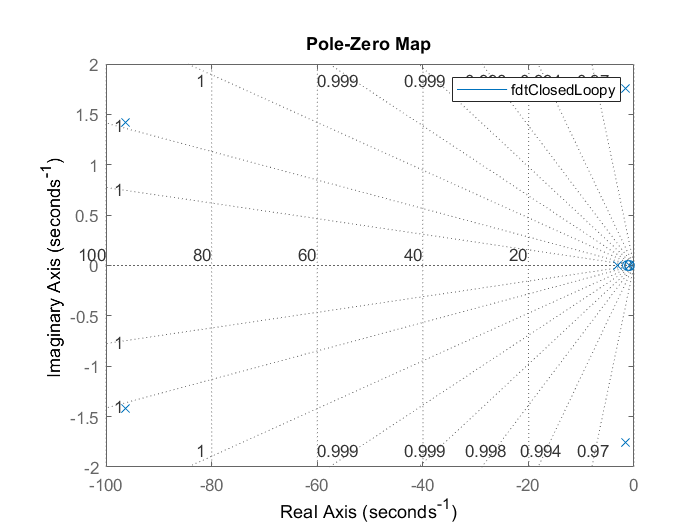 Pole-Zero Map
2
1 0.999 0.999 0.97
fdtClosedLoopy
1.5
1
1
1
0.5
100 80 60 40 20
0
-0.5
1
-1
1
-1.5
1 0.999 0.999 0.998 0.994 0.97
-2
-100 -80 -60 -40 -20 0
Real Axis (seconds⁻¹)
Imaginary Axis (seconds⁻¹)